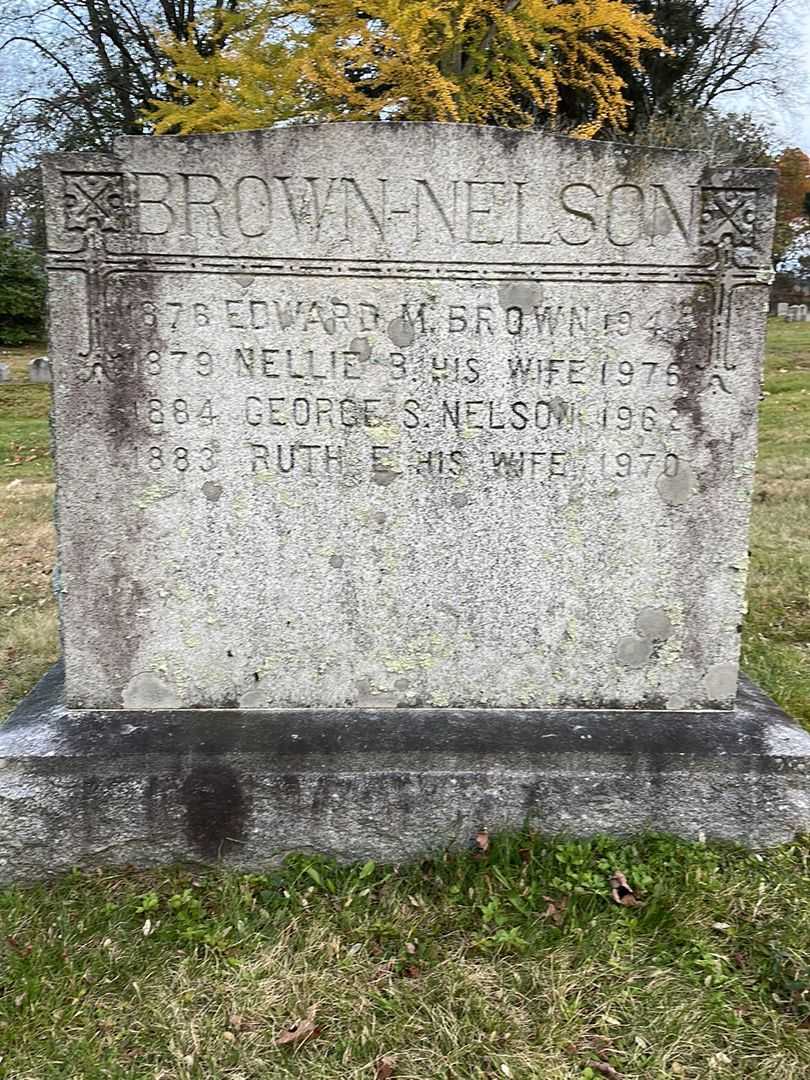 BROWN-NELSON
1876 EDWARD M. BROWN
1879 NELLIE B. HIS WIFE 1976
1884 GEORGE S. NELSON 1962
1883 RUTH E. HIS WIFE 1970